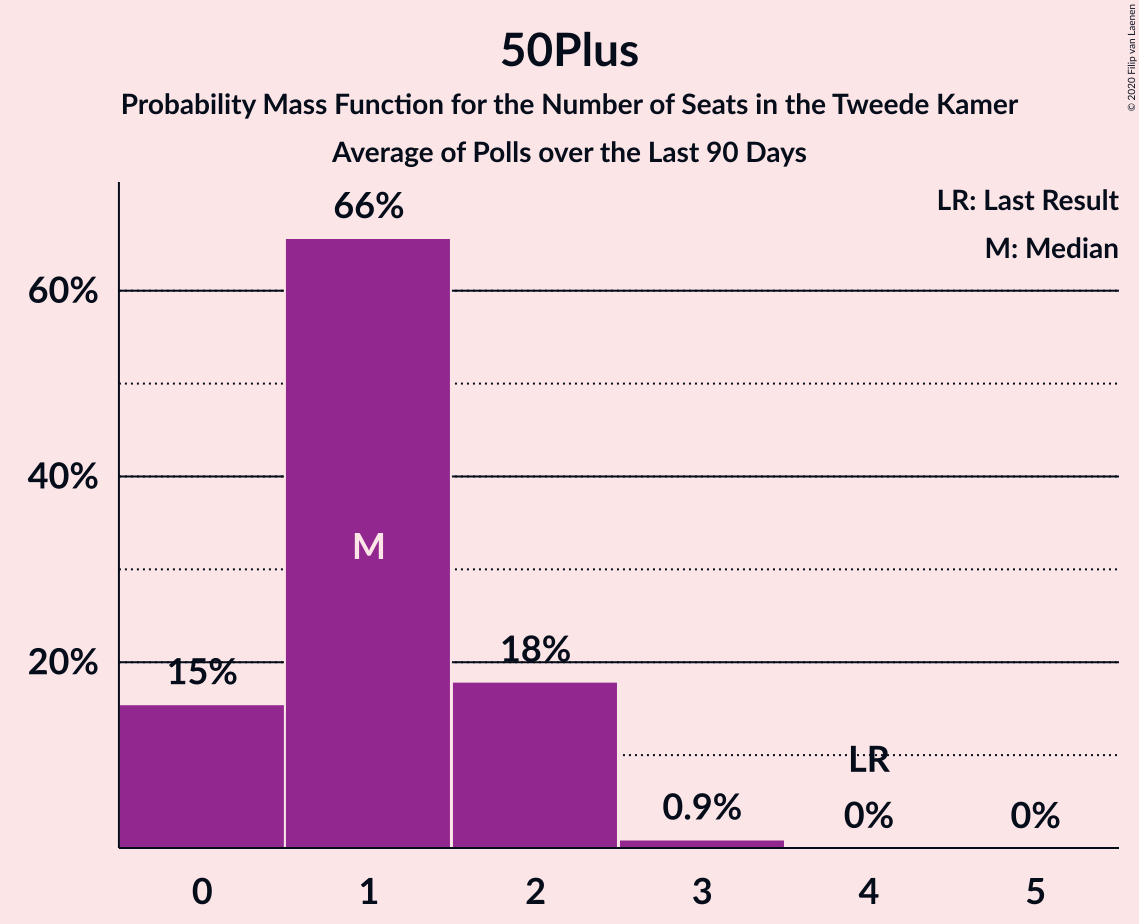 50Plus
Probability Mass Function for the Number of Seats in the Tweede Kamer
Average of Polls over the Last 90 Days
© 2020 Filip van Laenen
LR: Last Result
M: Median
66%
60%
40%
M
20%
15%
18%
LR
0.9%
0%
0%
0
1
2
3
4
5